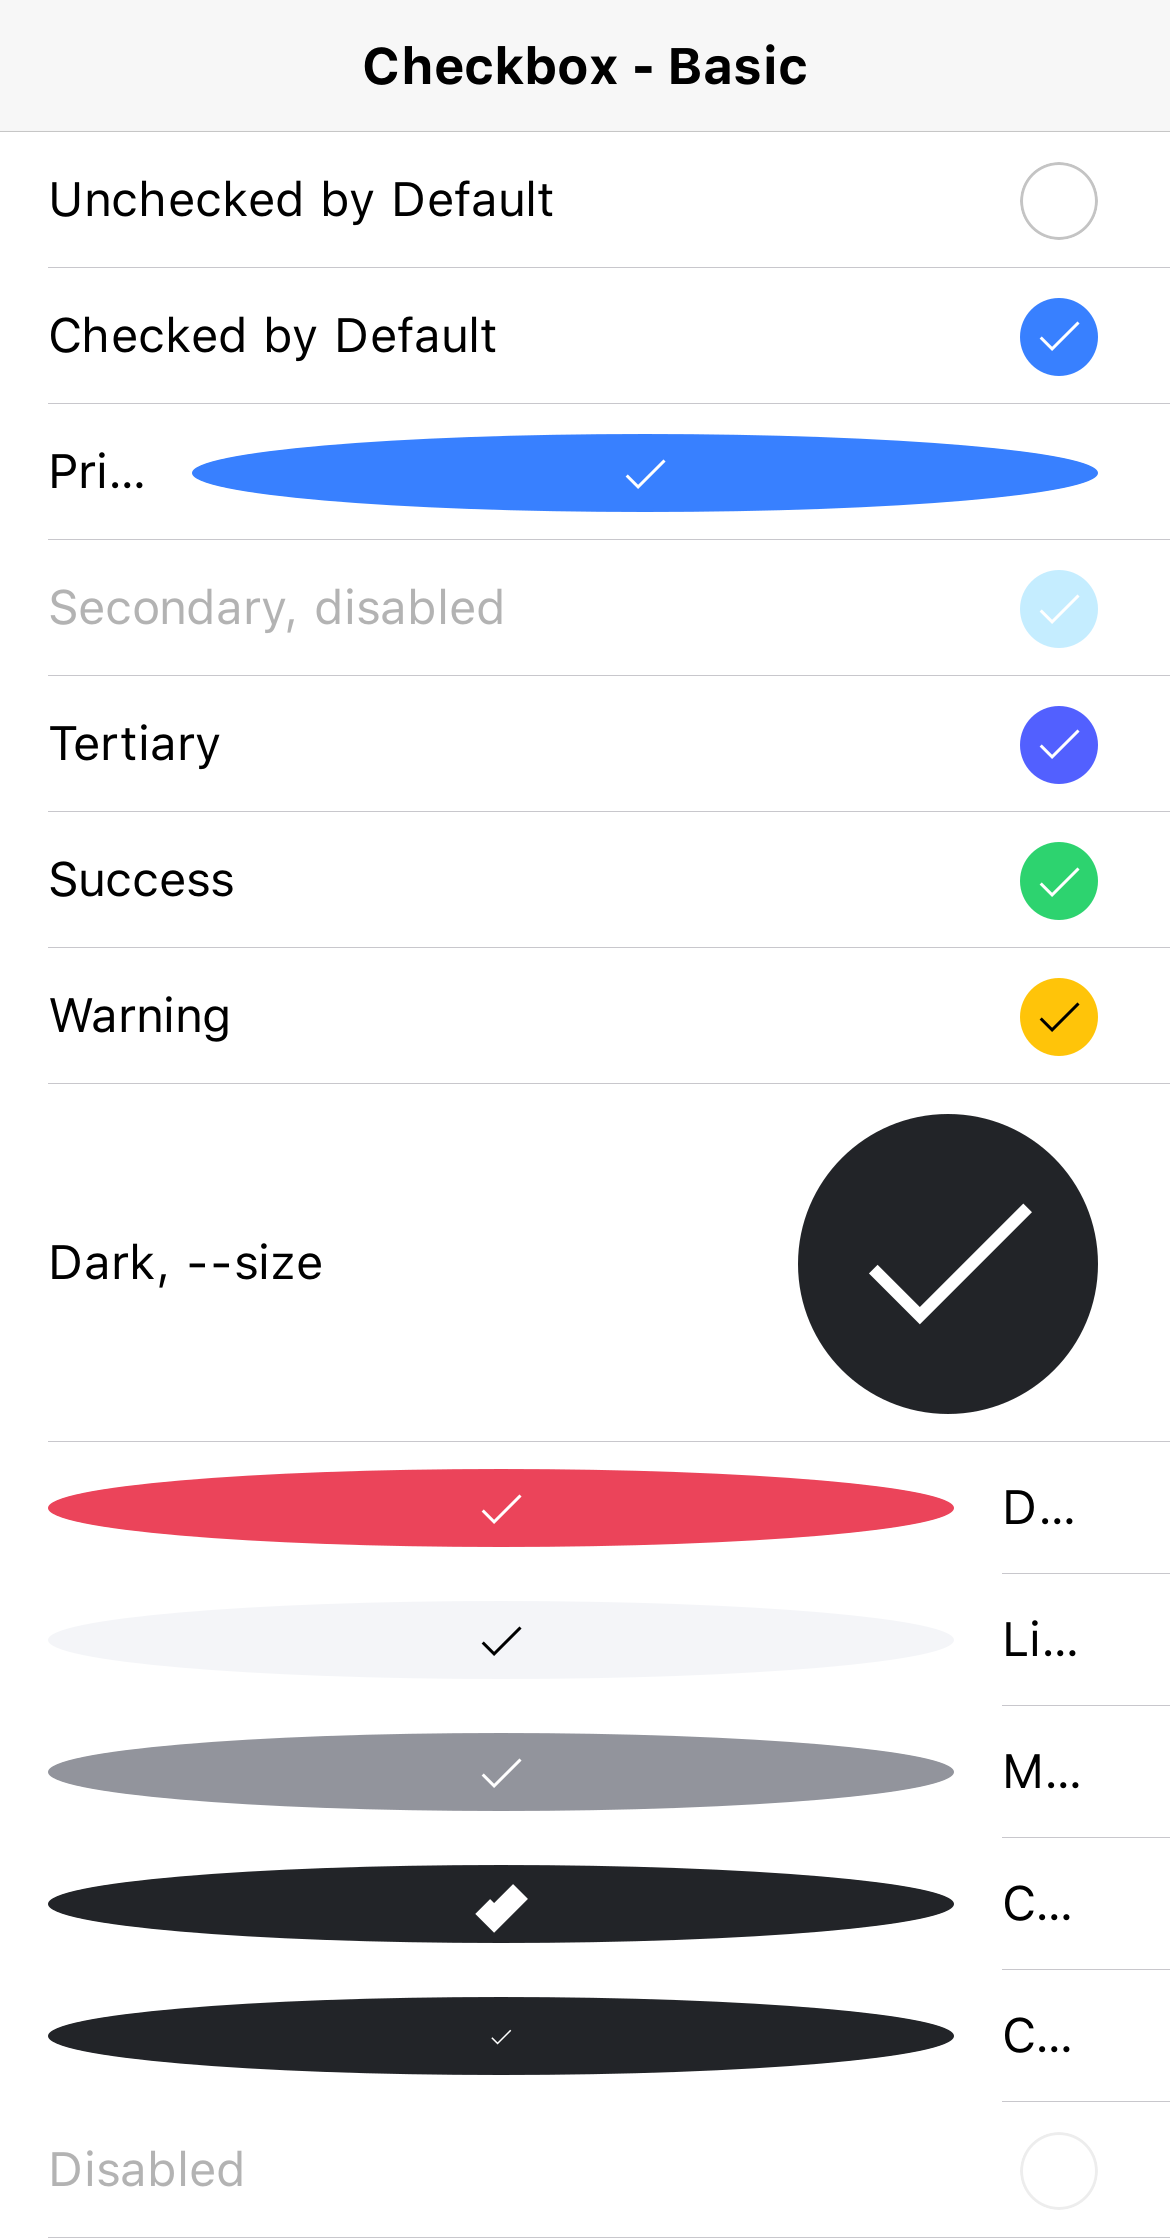 Checkbox - Basic
Unchecked by Default
Checked by Default
Pri...
Secondary, disabled
Tertiary
Success
Warning
Dark, --size
D...
Li...
M...
C...
C...
Disabled